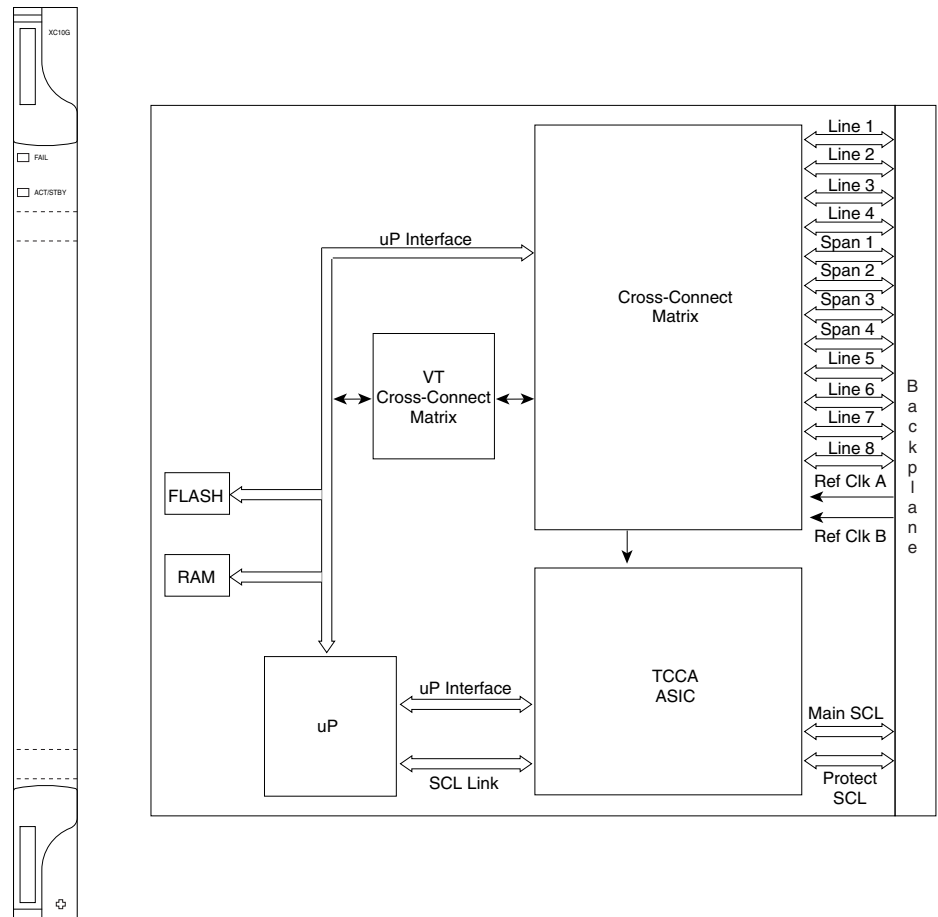 XC10G
FAIL
ACT/STBY
uP Interface
Cross-Connect
Matrix
VT
Cross-Connect
Matrix
FLASH
RAM
uP
uP Interface
SCL Link
TCCA
ASIC
Line 1
Line 2
Line 3
Line 4
Span 1
Span 2
Span 3
Span 4
Line 5
Line 6
Line 7
Line 8
Ref Clk A
Ref Clk B
Main SCL
Protect
SCL
Backplane